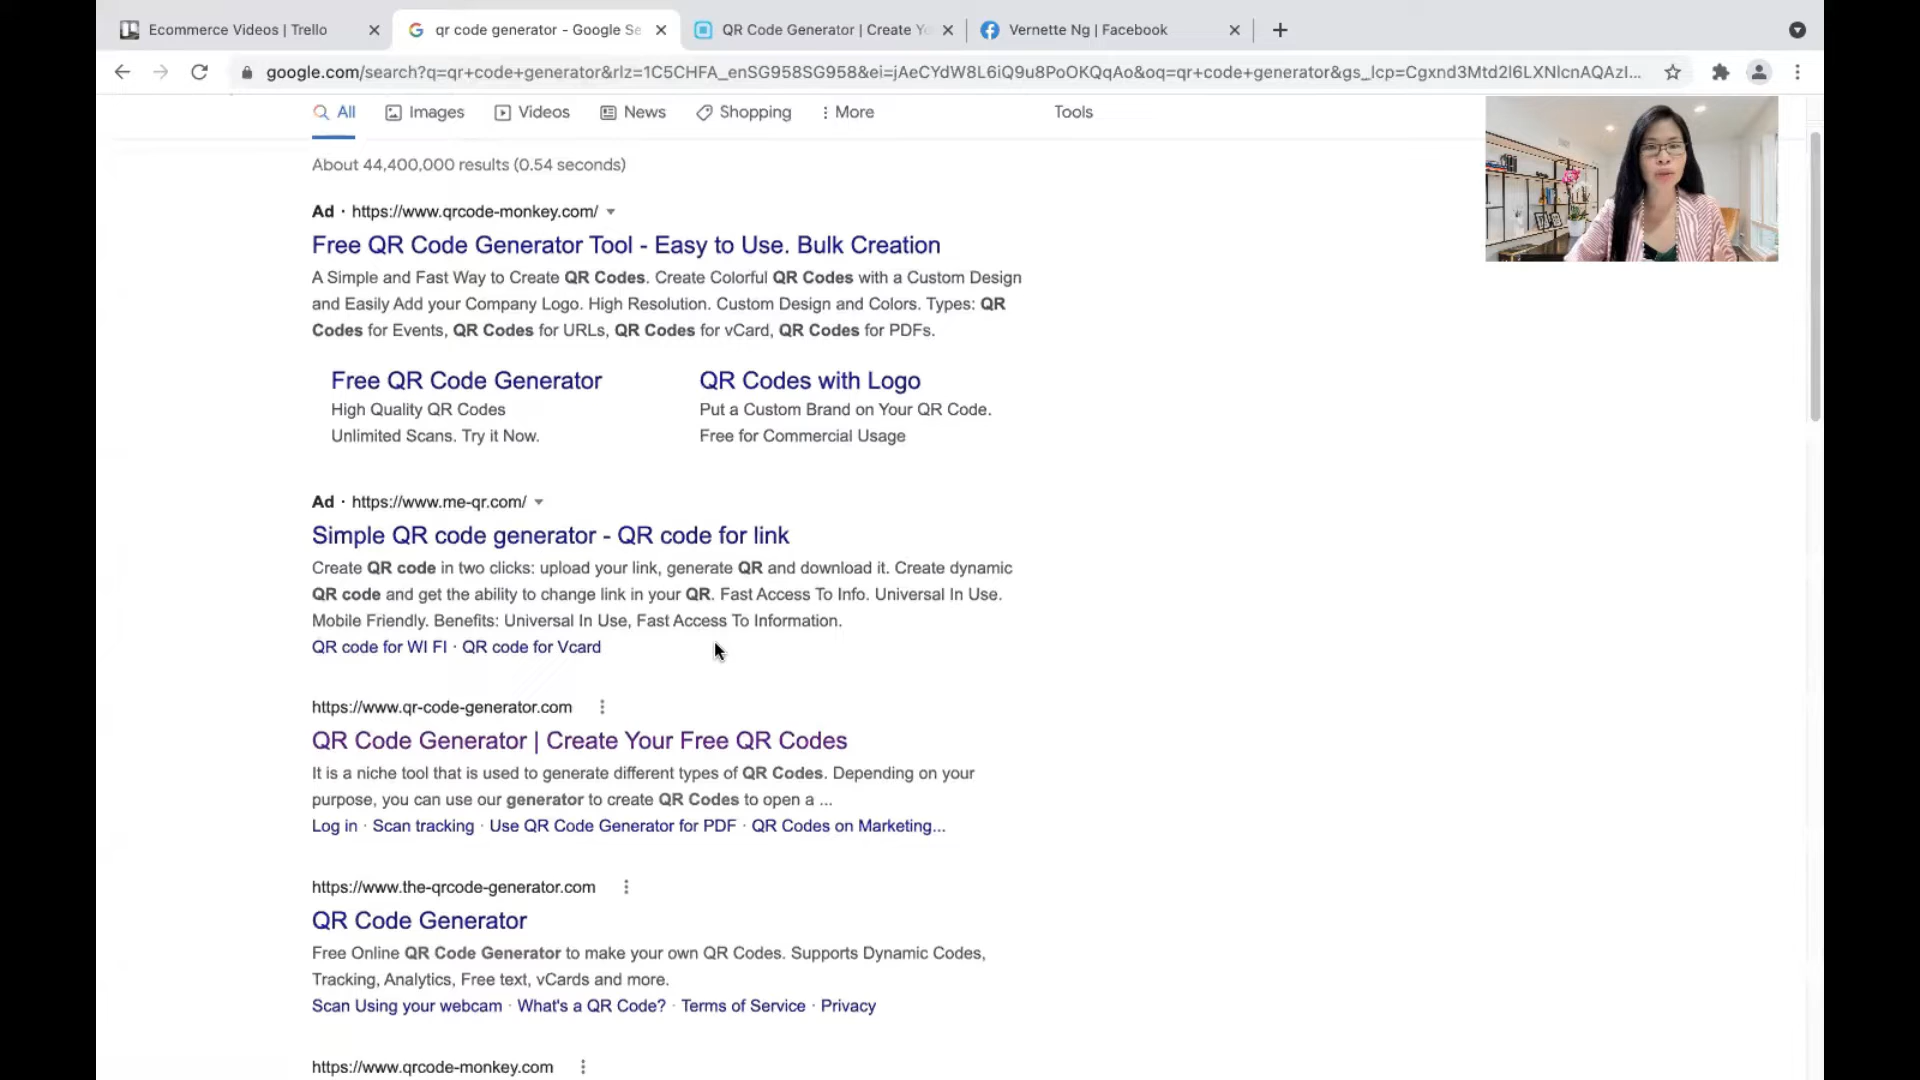 Ecommerce Videos | Trello
qr code generator - Google Se
QR Code Generator | Create Yo
Vernette Ng | Facebook
google.com/search?q=qr+code+generator&rlz=1C5CHFA_enSG958SG958&ei=jAeCYdW8L6iQ9u8PoOKQqAo&oq=qr+code+generator&gs_lcp=Cgxnd3Mtd2l6LXNlcnAQAzI...
All
Images
Videos
News
Shopping
More
Tools
About 44,400,000 results (0.54 seconds)
Ad · https://www.qrcode-monkey.com/
Free QR Code Generator Tool - Easy to Use. Bulk Creation
A Simple and Fast Way to Create QR Codes. Create Colorful QR Codes with a Custom Design
and Easily Add your Company Logo. High Resolution. Custom Design and Colors. Types: QR
Codes for Events, QR Codes for URLs, QR Codes for vCard, QR Codes for PDFs.
Free QR Code Generator
High Quality QR Codes
Unlimited Scans. Try it Now.
QR Codes with Logo
Put a Custom Brand on Your QR Code.
Free for Commercial Usage
Ad · https://www.me-qr.com/
Simple QR code generator - QR code for link
Create QR code in two clicks: upload your link, generate QR and download it. Create dynamic
QR code and get the ability to change link in your QR. Fast Access To Info. Universal In Use.
Mobile Friendly. Benefits: Universal In Use, Fast Access To Information.
QR code for WI FI · QR code for Vcard
https://www.qr-code-generator.com
QR Code Generator | Create Your Free QR Codes
It is a niche tool that is used to generate different types of QR Codes. Depending on your
purpose, you can use our generator to create QR Codes to open a ...
Log in · Scan tracking · Use QR Code Generator for PDF · QR Codes on Marketing...
https://www.the-qrcode-generator.com
QR Code Generator
Free Online QR Code Generator to make your own QR Codes. Supports Dynamic Codes,
Tracking, Analytics, Free text, vCards and more.
Scan Using your webcam · What's a QR Code? · Terms of Service · Privacy
https://www.qrcode-monkey.com